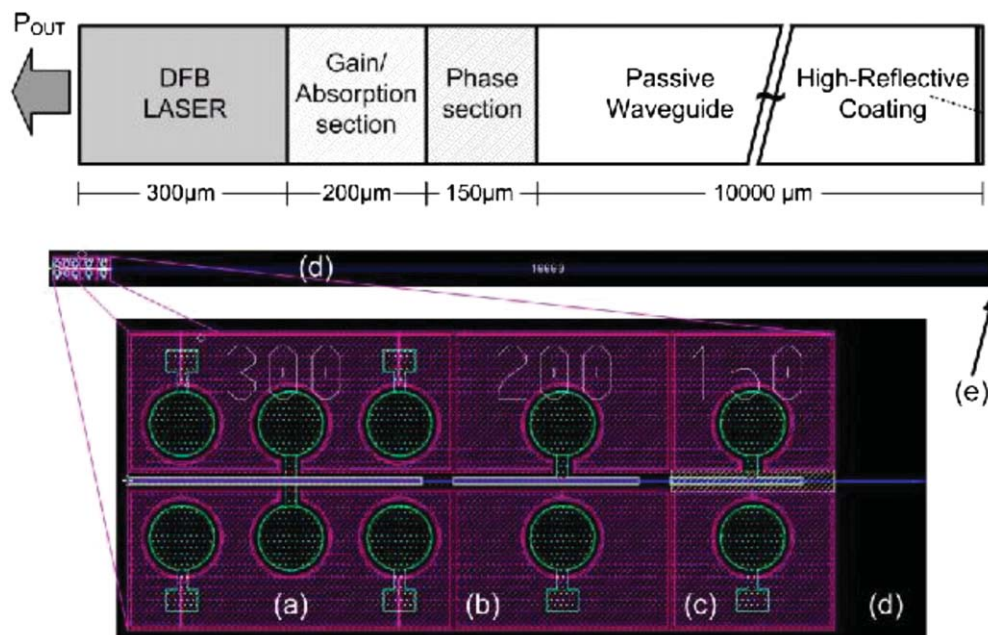 P_OUT
DFB
LASER
Gain/
Absorption
section
Phase
section
Passive
Waveguide
High-Reflective
Coating
300µm
200µm
150µm
10000 µm
(d)
(e)
300
200
150
(a)
(b)
(c)
(d)